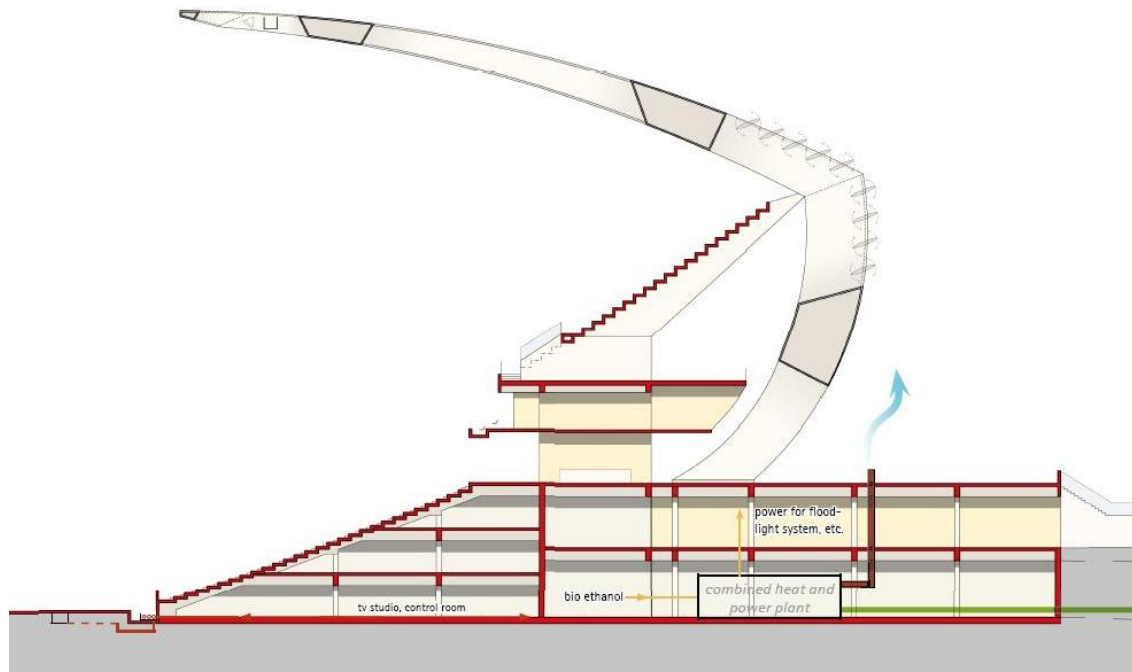 power for flood-
light system, etc.
bio ethanol
combined heat and
power plant
tv studio, control room